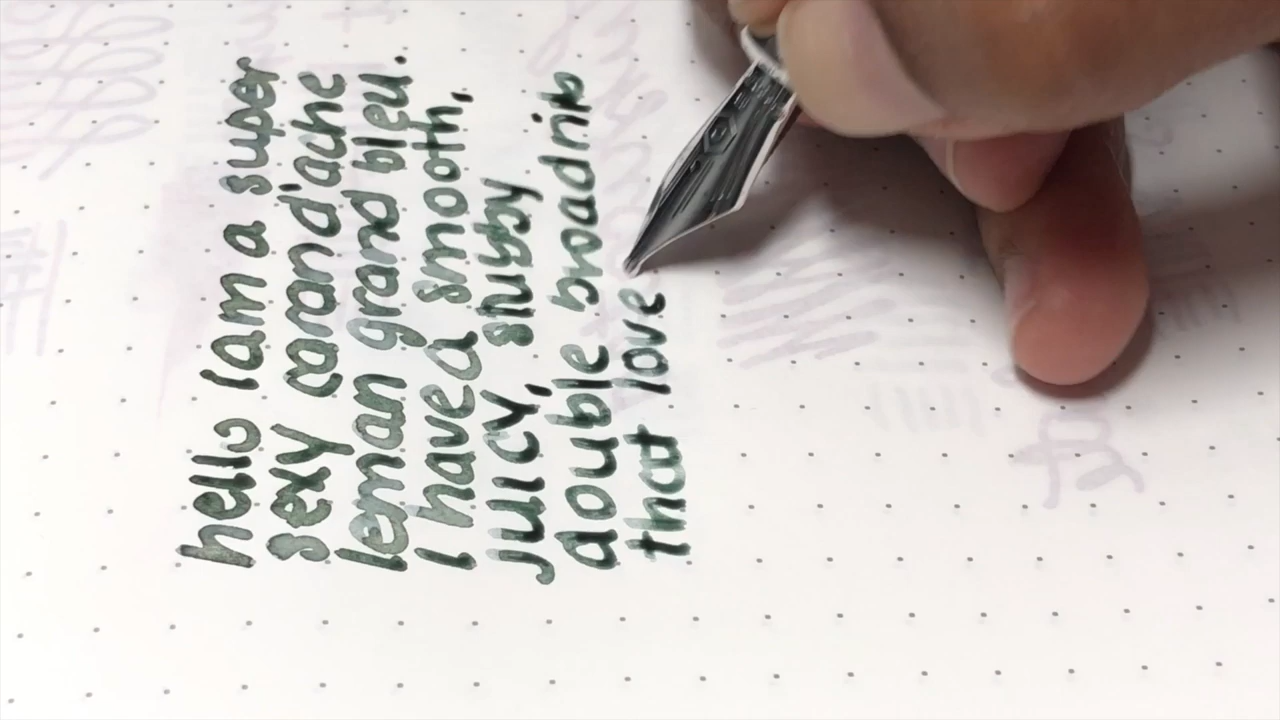 hello I am a super
sexy carand'ache
leman grand bleu.
I have a smooth,
juicy, stubby
double broadnib
that love